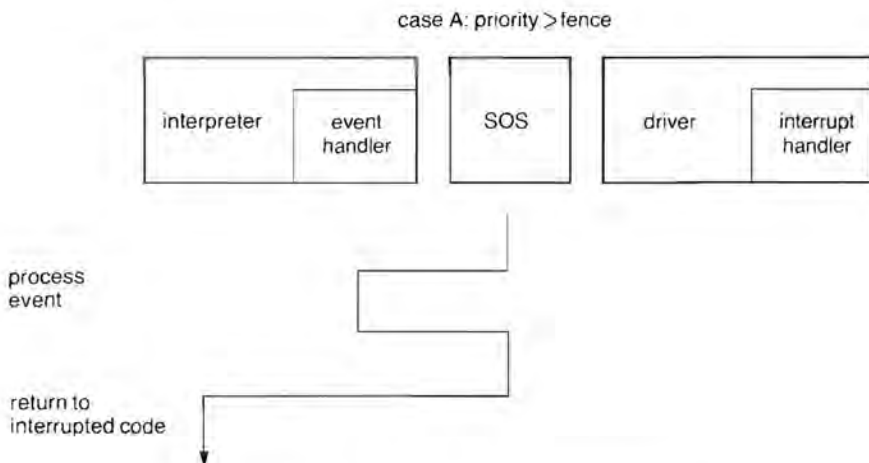 case A: priority > fence
interpreter
event
handler
SOS
driver
interrupt
handler
process
event
return to
interrupted code